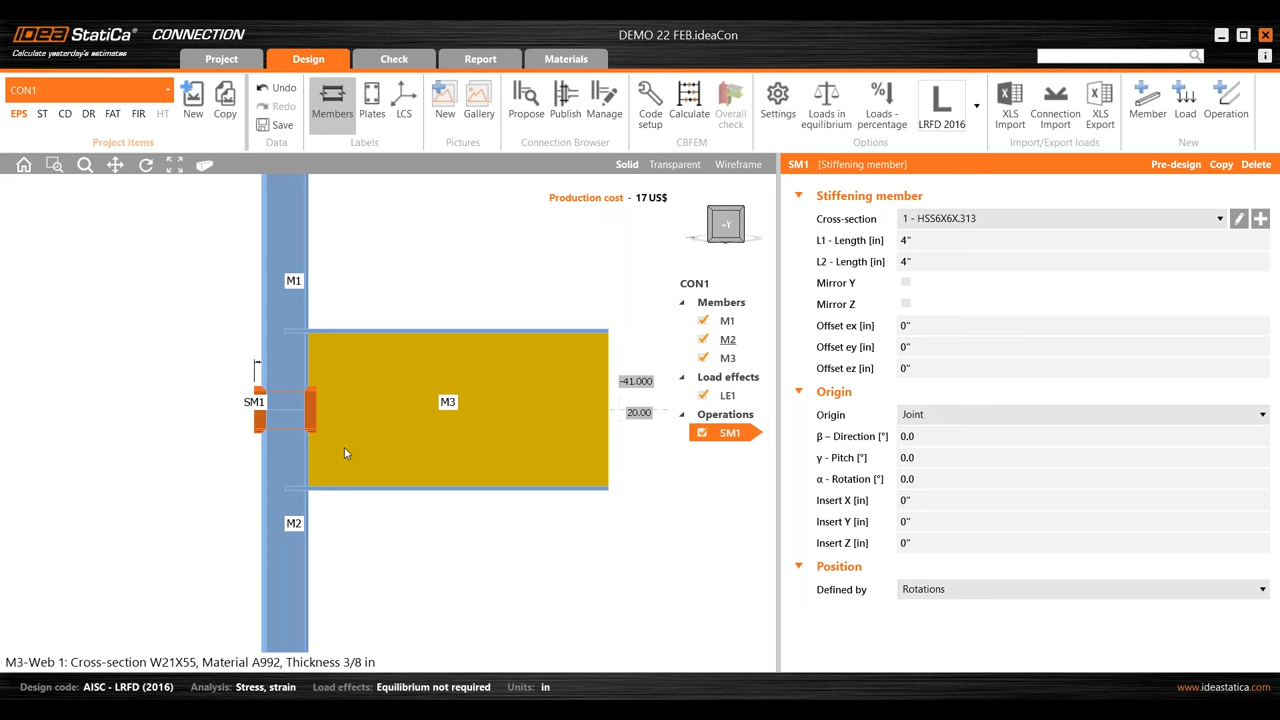 IDEA StatiCa® CONNECTION
Calculate yesterday's estimates
DEMO 22 FEB.ideaCon
Project Design Check Report Materials
CON1
EPS ST CD DR FAT FIR HT
Project items
New Copy
Undo
Redo
Save
Data
Members Plates LCS
Labels
New Gallery
Pictures
Propose Publish Manage
Connection Browser
Code setup Calculate Overall check
CBFEM
Settings Loads in equilibrium Loads - percentage LRFD 2016
Options
XLS Import Connection Import XLS Export
Import/Export loads
Member Load Operation
New
Solid Transparent Wireframe
Production cost - 17 US$
+Y
M1
M2
M3
SM1
-41.000
20.00
CON1
Members
M1
M2
M3
Load effects
LE1
Operations
SM1
M3-Web 1: Cross-section W21X55, Material A992, Thickness 3/8 in
SM1 [Stiffening member] Pre-design Copy Delete
Stiffening member
Cross-section 1 - HSS6X6X.313
L1 - Length [in] 4"
L2 - Length [in] 4"
Mirror Y
Mirror Z
Offset ex [in] 0"
Offset ey [in] 0"
Offset ez [in] 0"
Origin
Origin Joint
β – Direction [°] 0.0
γ - Pitch [°] 0.0
α - Rotation [°] 0.0
Insert X [in] 0"
Insert Y [in] 0"
Insert Z [in] 0"
Position
Defined by Rotations
Design code: AISC - LRFD (2016) Analysis: Stress, strain Load effects: Equilibrium not required Units: in
www.ideastatica.com